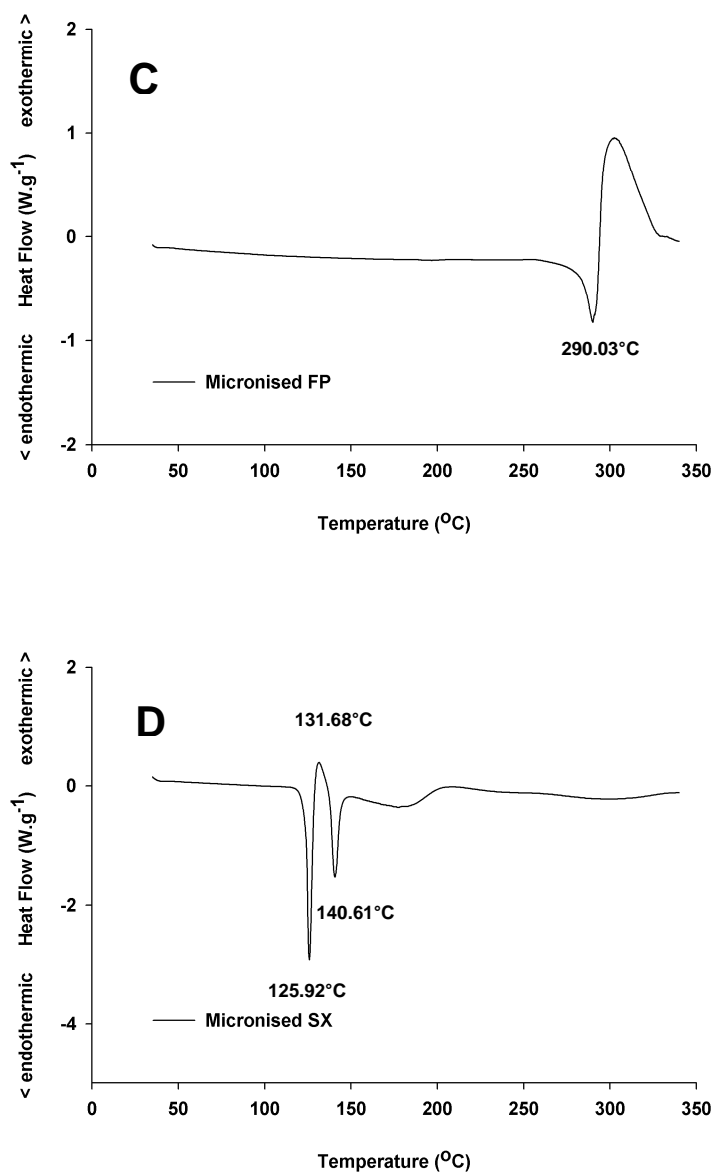 C
< endothermic Heat Flow (W.g-1) exothermic >
2
1
0
-1
-2
290.03°C
Micronised FP
0 50 100 150 200 250 300 350
Temperature (oC)
D
< endothermic Heat Flow (W.g-1) exothermic >
2
0
-2
-4
131.68°C
140.61°C
125.92°C
Micronised SX
0 50 100 150 200 250 300 350
Temperature (oC)